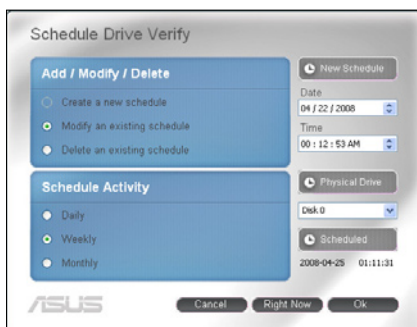 Schedule Drive Verify
Add / Modify / Delete
Create a new schedule
Modify an existing schedule
Delete an existing schedule
New Schedule
Date
04 / 22 / 2008
Time
00 : 12 : 53 AM
Schedule Activity
Daily
Weekly
Monthly
Physical Drive
Disk 0
Scheduled
2008-04-25 01:11:31
ASUS
Cancel
Right Now
Ok